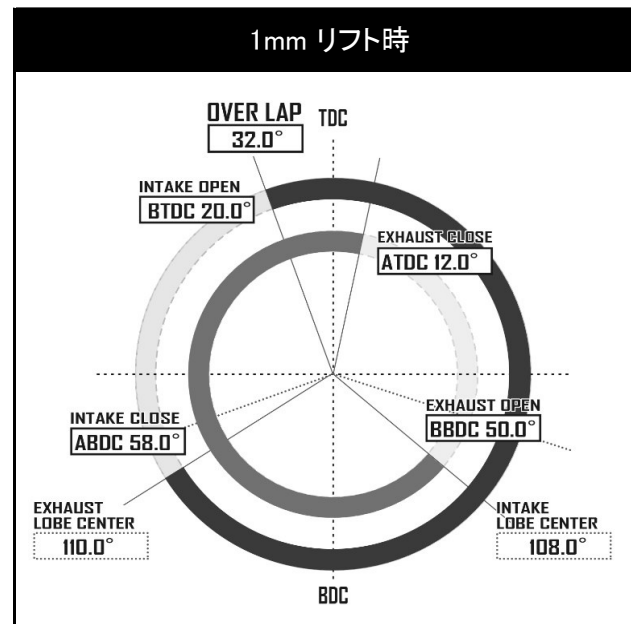 1mm リフト時
OVER LAP
32.0°
TDC
INTAKE OPEN
BTDC 20.0°
EXHAUST CLOSE
ATDC 12.0°
INTAKE CLOSE
ABDC 58.0°
EXHAUST OPEN
BBDC 50.0°
EXHAUST
LOBE CENTER
110.0°
INTAKE
LOBE CENTER
108.0°
BDC